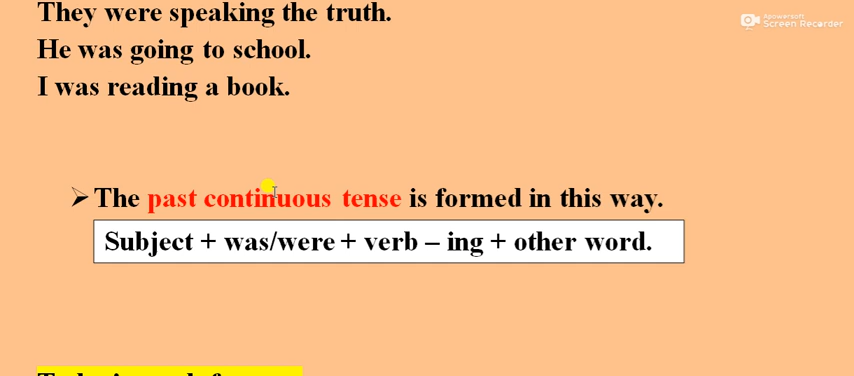 They were speaking the truth.
Apowersoft
Screen Recorder
He was going to school.
I was reading a book.
➢ The past continuous tense is formed in this way.
Subject + was/were + verb – ing + other word.